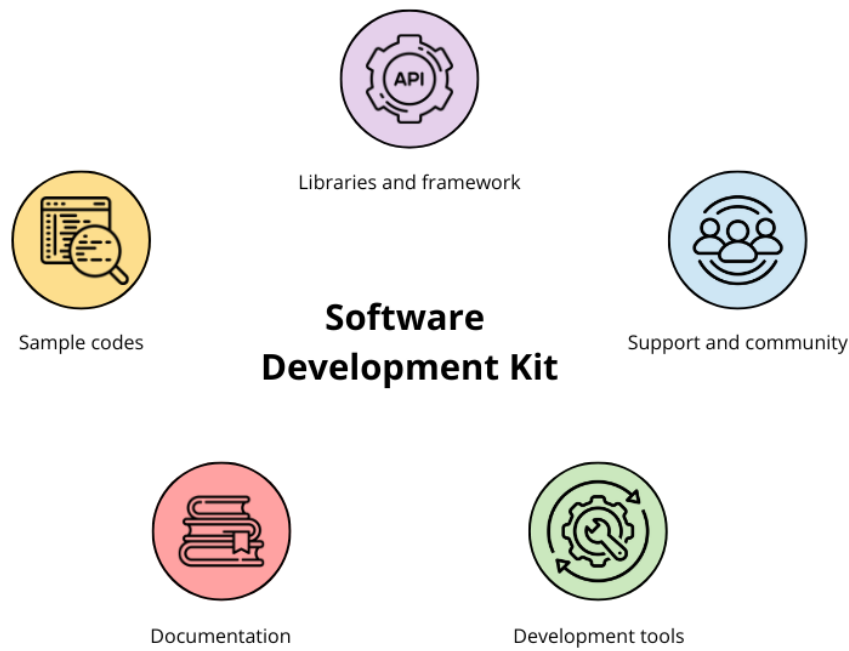 API
Libraries and framework
Sample codes
Support and community
Software
Development Kit
Documentation
Development tools